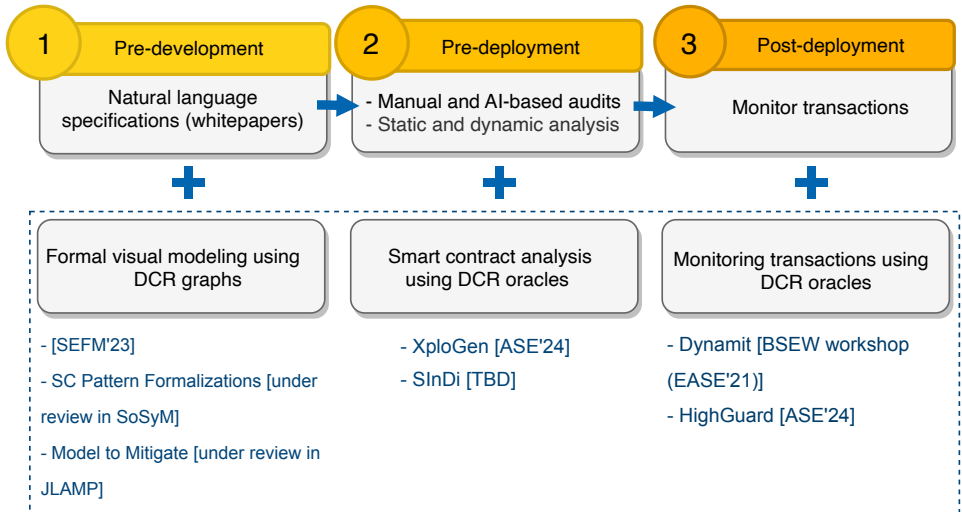 1
Pre-development
2
Pre-deployment
3
Post-deployment
Natural language
specifications (whitepapers)
- Manual and AI-based audits
- Static and dynamic analysis
Monitor transactions
Formal visual modeling using
DCR graphs
Smart contract analysis
using DCR oracles
Monitoring transactions using
DCR oracles
- [SEFM'23]
- SC Pattern Formalizations [under
review in SoSyM]
- Model to Mitigate [under review in
JLAMP]
- XploGen [ASE'24]
- SInDi [TBD]
- Dynamit [BSEW workshop
(EASE'21)]
- HighGuard [ASE'24]